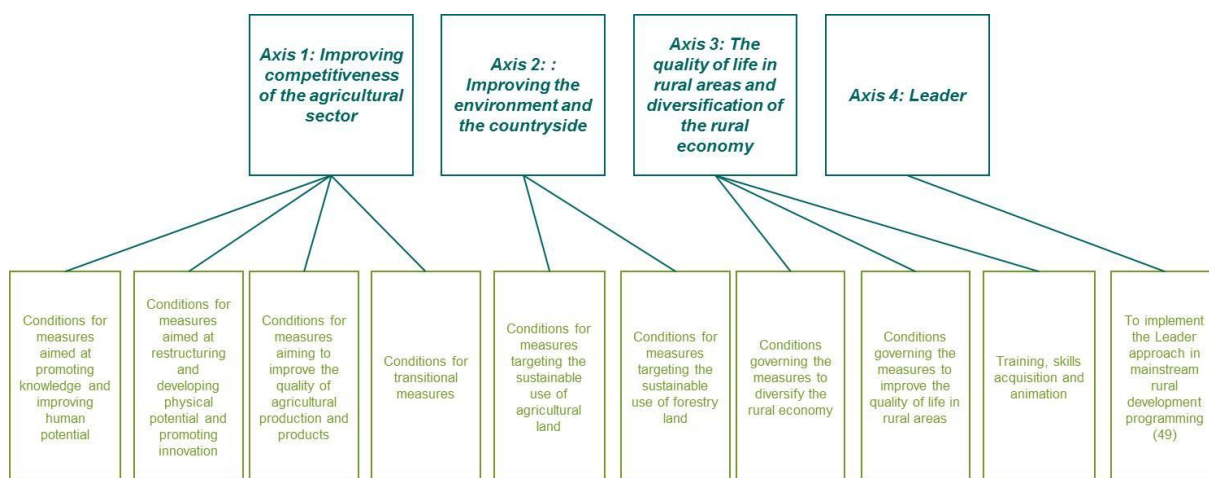 Axis 1: Improving
competitiveness
of the agricultural
sector
Axis 2: :
Improving the
environment and
the countryside
Axis 3: The
quality of life in
rural areas and
diversification of
the rural
economy
Axis 4: Leader
Conditions for
measures
aimed at
promoting
knowledge and
improving
human
potential
Conditions for
measures
aimed at
restructuring
and
developing
physical
potential and
promoting
innovation
Conditions for
measures
aiming to
improve the
quality of
agricultural
production and
products
Conditions for
transitional
measures
Conditions for
measures
targeting the
sustainable
use of
agricultural
land
Conditions for
measures
targeting the
sustainable
use of forestry
land
Conditions
governing the
measures to
diversify the
rural economy
Conditions
governing the
measures to
improve the
quality of life in
rural areas
Training, skills
acquisition and
animation
To implement
the Leader
approach in
mainstream
rural
development
programming
(49)